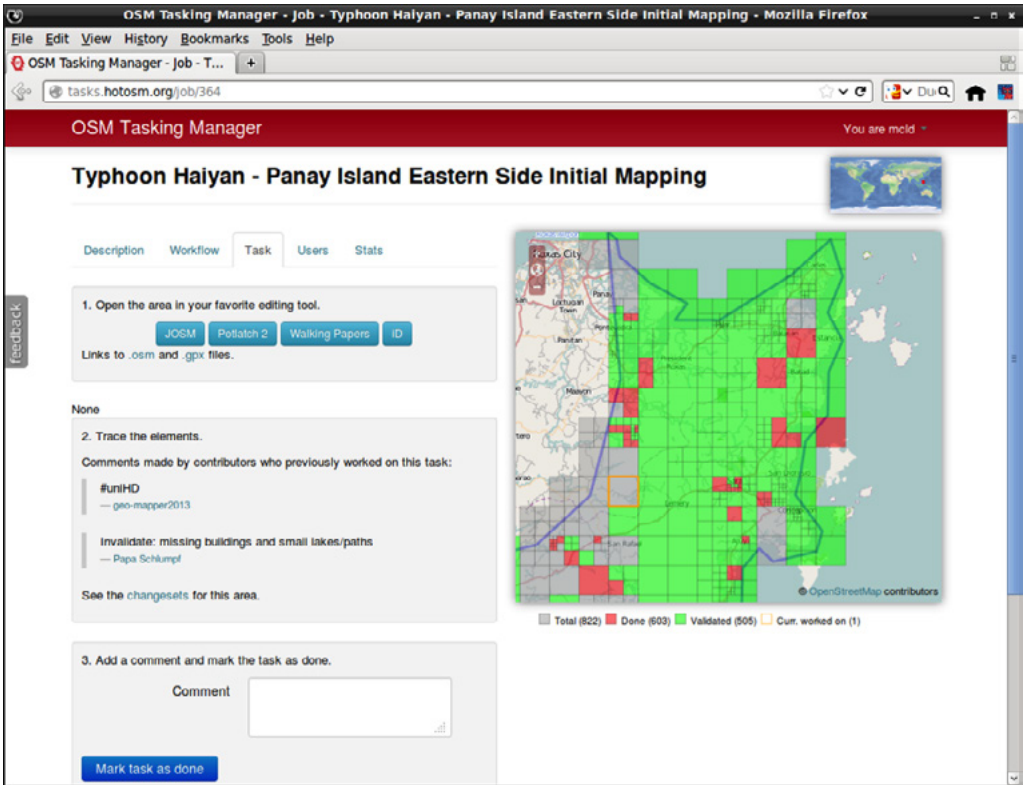 OSM Tasking Manager - Job - Typhoon Haiyan - Panay Island Eastern Side Initial Mapping - Mozilla Firefox
File Edit View History Bookmarks Tools Help
OSM Tasking Manager - Job - T... +
tasks.hotosm.org/job/364
OSM Tasking Manager
You are mcld
Typhoon Haiyan - Panay Island Eastern Side Initial Mapping
Description Workflow Task Users Stats
feedback
1. Open the area in your favorite editing tool.
JOSM Potlatch 2 Walking Papers ID
Links to .osm and .gpx files.
None
2. Trace the elements.
Comments made by contributors who previously worked on this task:
#uniHD
— geo-mapper2013
Invalidate: missing buildings and small lakes/paths
— Papa Schlumpf
See the changesets for this area.
3. Add a comment and mark the task as done.
Comment
Mark task as done
Panitan
Maayon
San Rafael
© OpenStreetMap contributors
Total (822) Done (603) Validated (505) Curr. worked on (1)